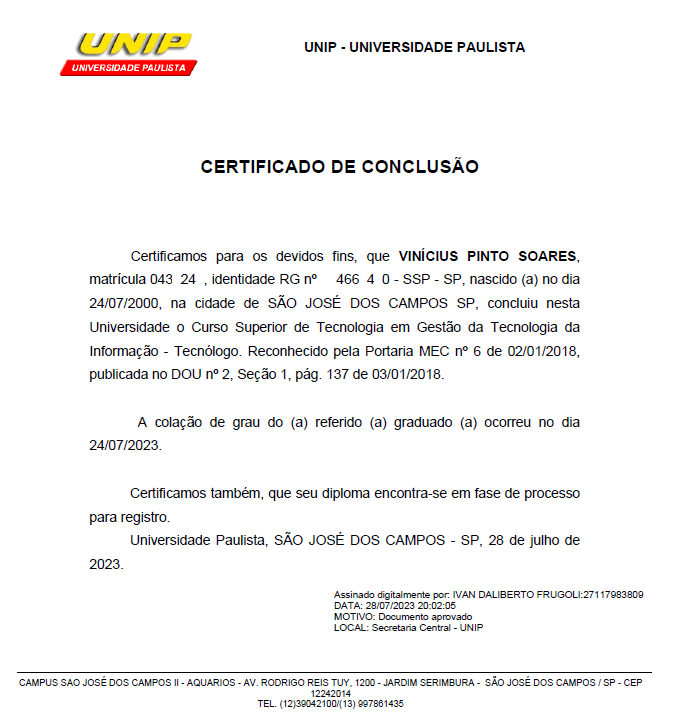 UNIP
UNIVERSIDADE PAULISTA
UNIP - UNIVERSIDADE PAULISTA
CERTIFICADO DE CONCLUSÃO
Certificamos para os devidos fins, que VINÍCIUS PINTO SOARES,
matrícula 043 24 , identidade RG nº 466 4 0 - SSP - SP, nascido (a) no dia
24/07/2000, na cidade de SÃO JOSÉ DOS CAMPOS SP, concluiu nesta
Universidade o Curso Superior de Tecnologia em Gestão da Tecnologia da
Informação - Tecnólogo. Reconhecido pela Portaria MEC nº 6 de 02/01/2018,
publicada no DOU nº 2, Seção 1, pág. 137 de 03/01/2018.
A colação de grau do (a) referido (a) graduado (a) ocorreu no dia
24/07/2023.
Certificamos também, que seu diploma encontra-se em fase de processo
para registro.
Universidade Paulista, SÃO JOSÉ DOS CAMPOS - SP, 28 de julho de
2023.
Assinado digitalmente por: IVAN DALIBERTO FRUGOLI:27117983809
DATA: 28/07/2023 20:02:05
MOTIVO: Documento aprovado
LOCAL: Secretaria Central - UNIP
CAMPUS SAO JOSÉ DOS CAMPOS II - AQUARIOS - AV. RODRIGO REIS TUY, 1200 - JARDIM SERIMBURA - SÃO JOSÉ DOS CAMPOS / SP - CEP
12242014
TEL. (12)39042100/(13) 997861435